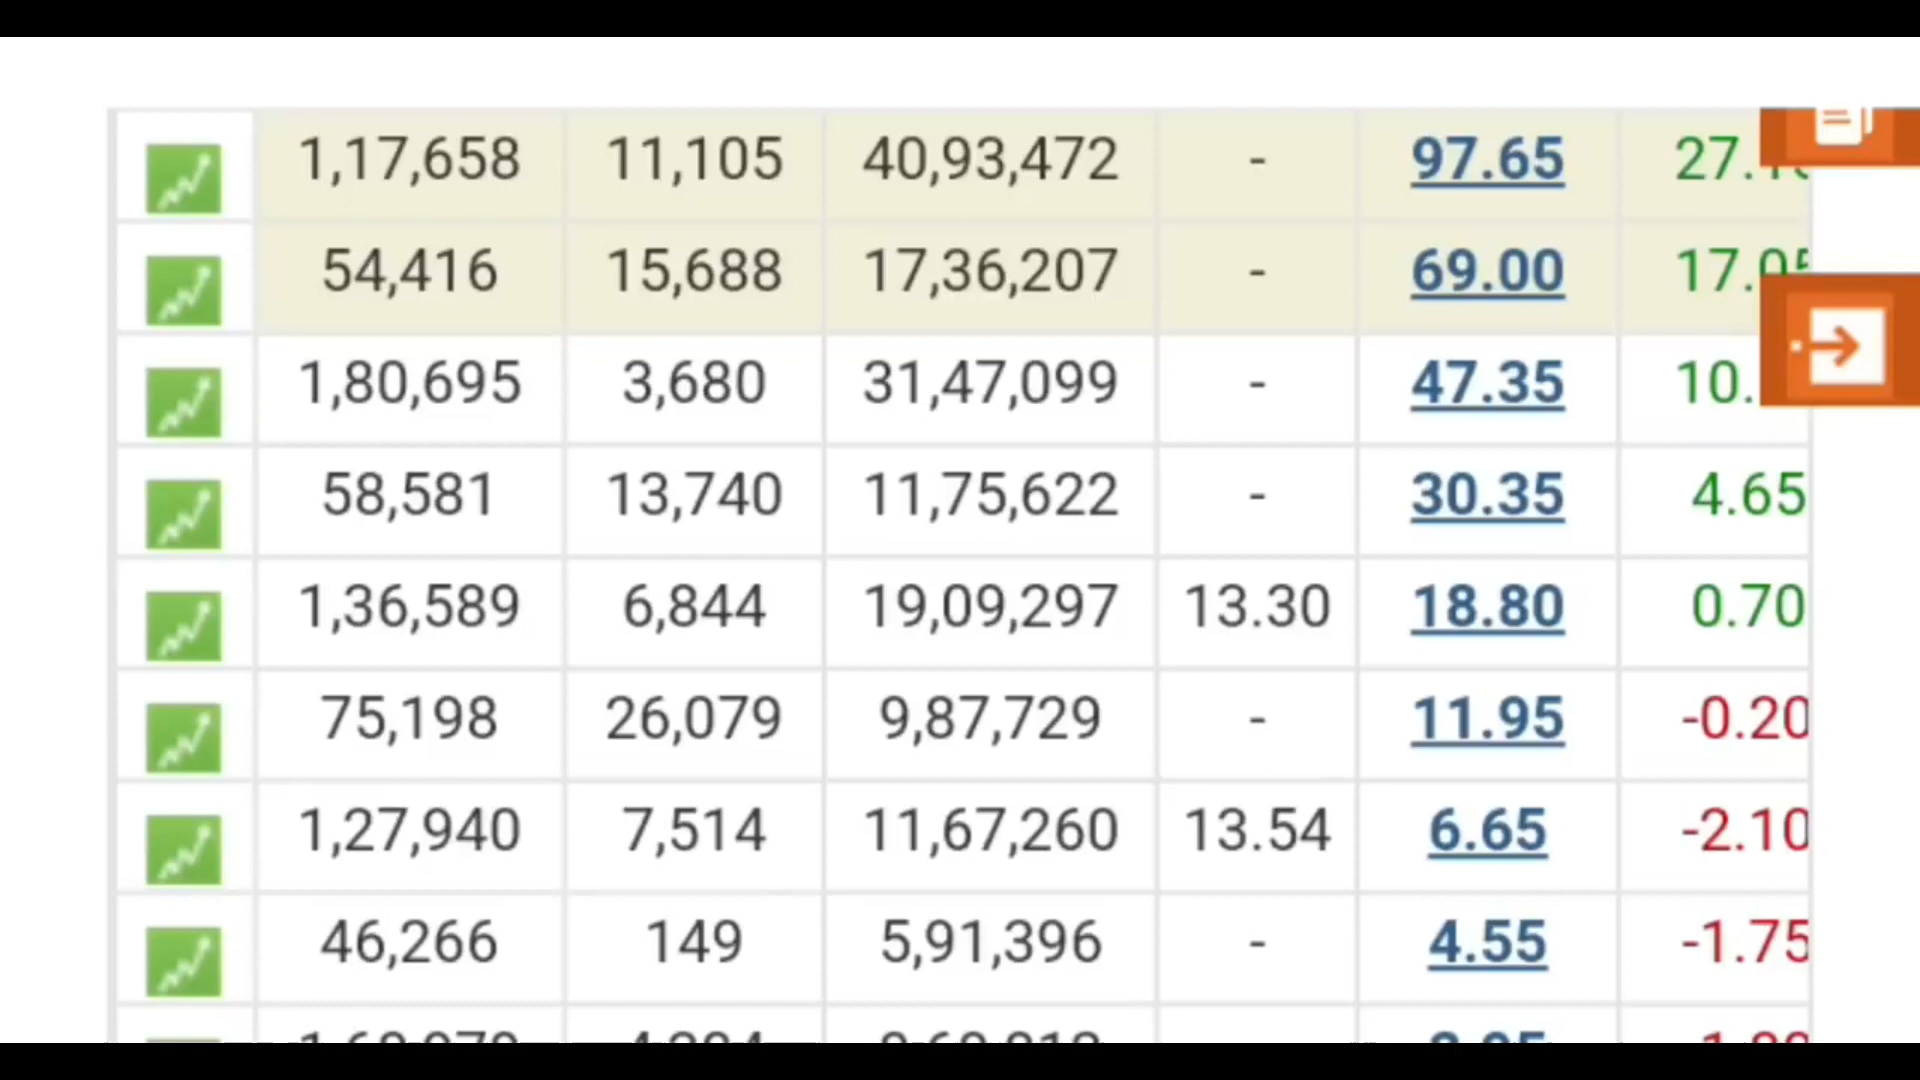 1,17,658 11,105 40,93,472 - 97.65
54,416 15,688 17,36,207 - 69.00 17.05
1,80,695 3,680 31,47,099 - 47.35 10.
58,581 13,740 11,75,622 - 30.35 4.65
1,36,589 6,844 19,09,297 13.30 18.80 0.70
75,198 26,079 9,87,729 - 11.95 -0.20
1,27,940 7,514 11,67,260 13.54 6.65 -2.10
46,266 149 5,91,396 - 4.55 -1.75